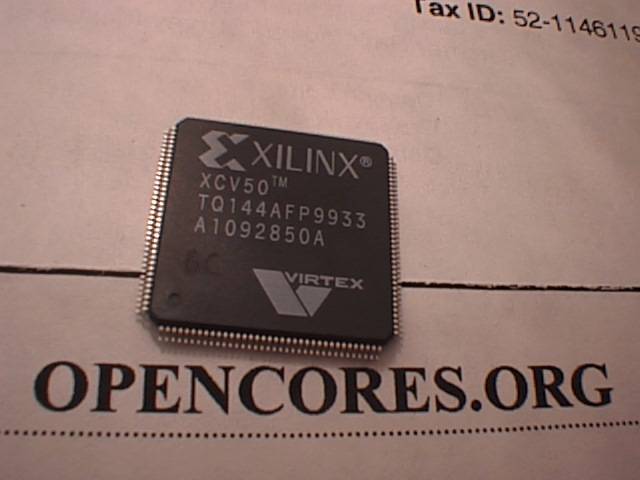 Tax ID: 52-1146119
XILINX®
XCV50™
TQ144AFP9933
A1092850A
6C
VIRTEX
OPENCORES.ORG